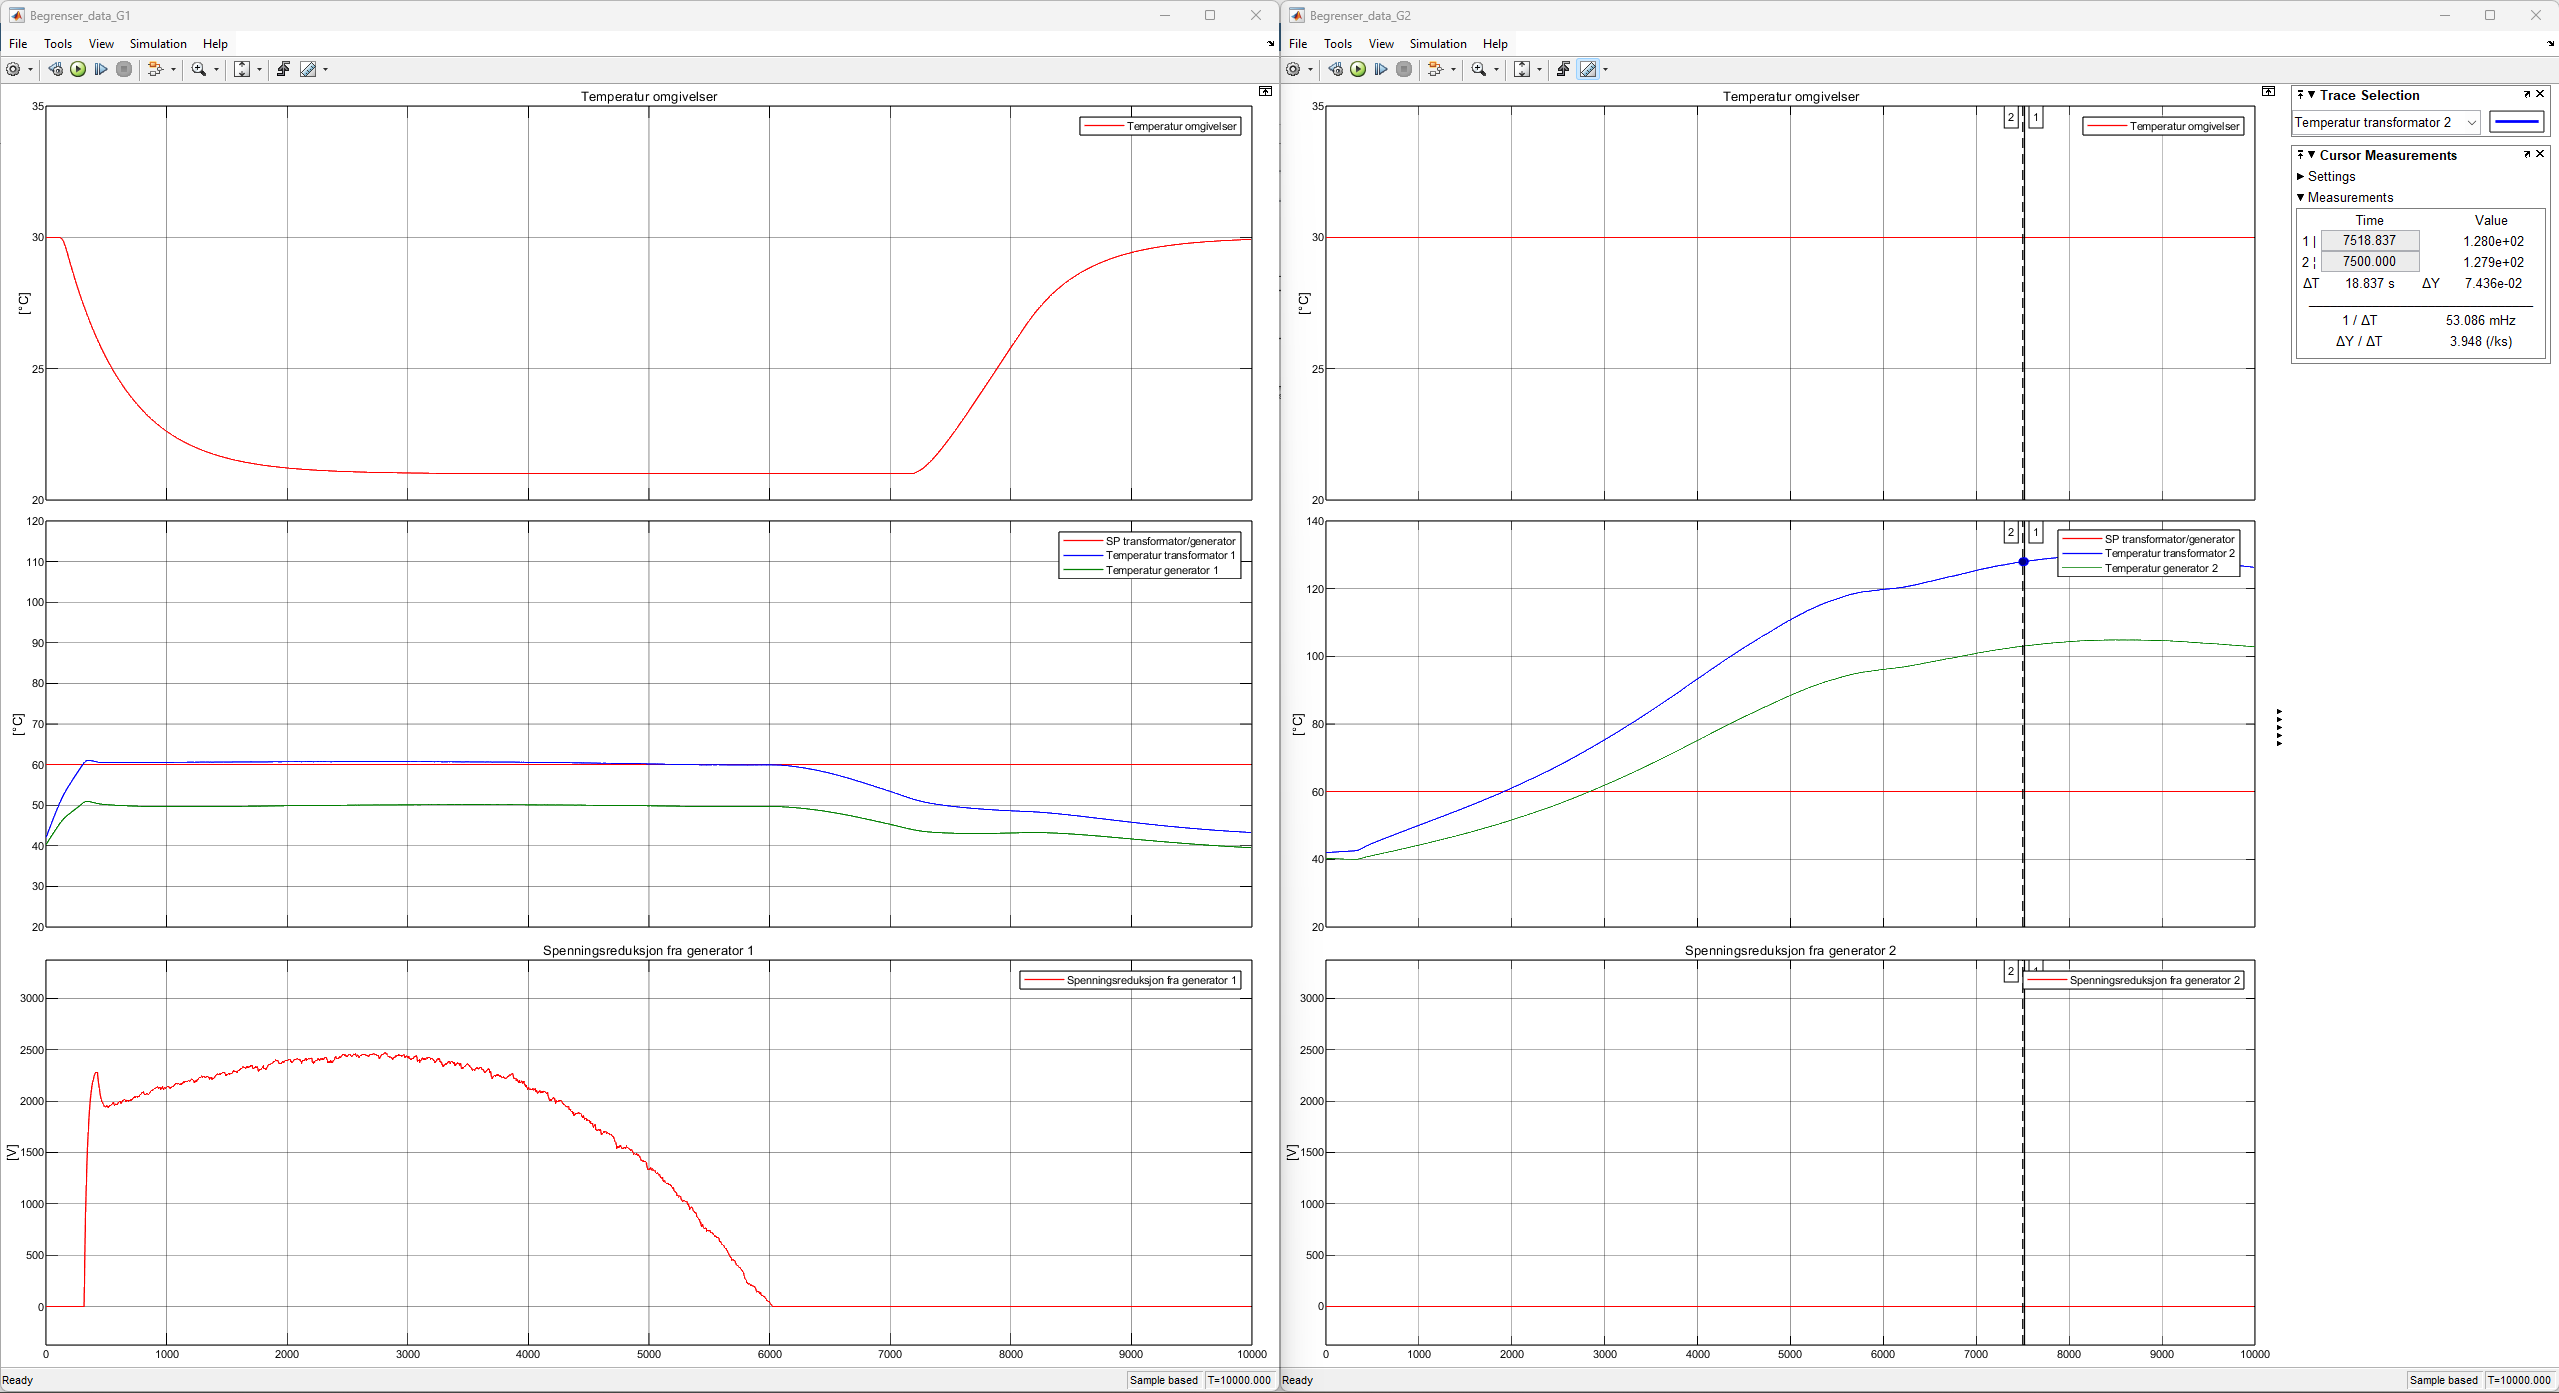 Begrenser_data_G1
File Tools View Simulation Help
Temperatur omgivelser
Temperatur omgivelser
[°C]
35
30
25
20
SP transformator/generator
Temperatur transformator 1
Temperatur generator 1
[°C]
120
110
100
90
80
70
60
50
40
30
20
Spenningsreduksjon fra generator 1
Spenningsreduksjon fra generator 1
[V]
3000
2500
2000
1500
1000
500
0
0 1000 2000 3000 4000 5000 6000 7000 8000 9000 10000
Ready
Sample based T=10000.000
Begrenser_data_G2
File Tools View Simulation Help
Temperatur omgivelser
2 1
Temperatur omgivelser
[°C]
35
30
25
20
2 1
SP transformator/generator
Temperatur transformator 2
Temperatur generator 2
[°C]
140
120
100
80
60
40
20
Spenningsreduksjon fra generator 2
2 1
Spenningsreduksjon fra generator 2
[V]
3000
2500
2000
1500
1000
500
0
0 1000 2000 3000 4000 5000 6000 7000 8000 9000 10000
Trace Selection
Temperatur transformator 2
Cursor Measurements
Settings
Measurements
Time Value
1 | 7518.837 1.280e+02
2 ¦ 7500.000 1.279e+02
ΔT 18.837 s ΔY 7.436e-02
1 / ΔT 53.086 mHz
ΔY / ΔT 3.948 (/ks)
Ready
Sample based T=10000.000